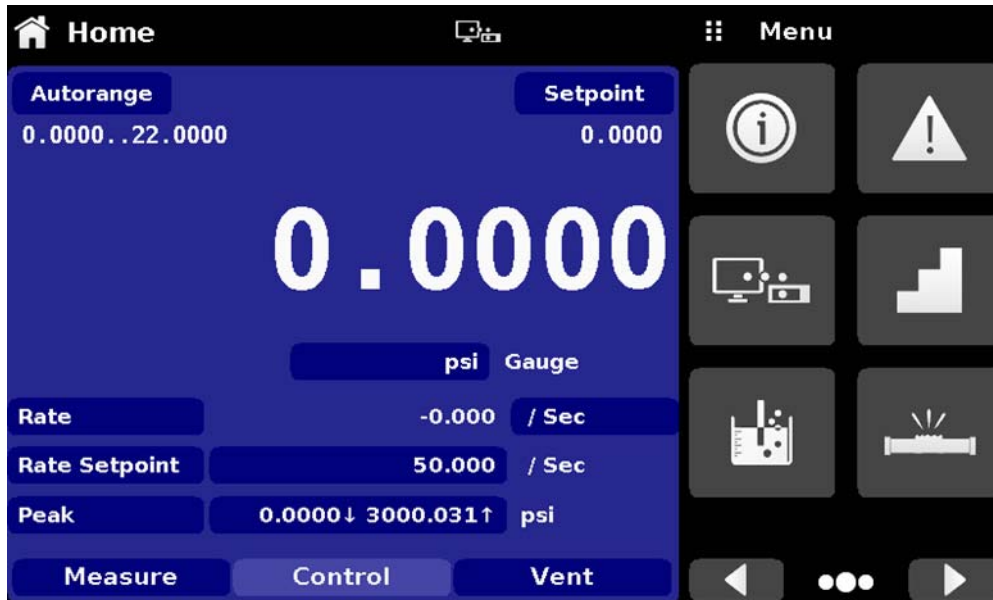 Home
Menu
Autorange
Setpoint
0.0000..22.0000
0.0000
0.0000
psi Gauge
Rate -0.000 / Sec
Rate Setpoint 50.000 / Sec
Peak 0.0000↓ 3000.031↑ psi
Measure Control Vent